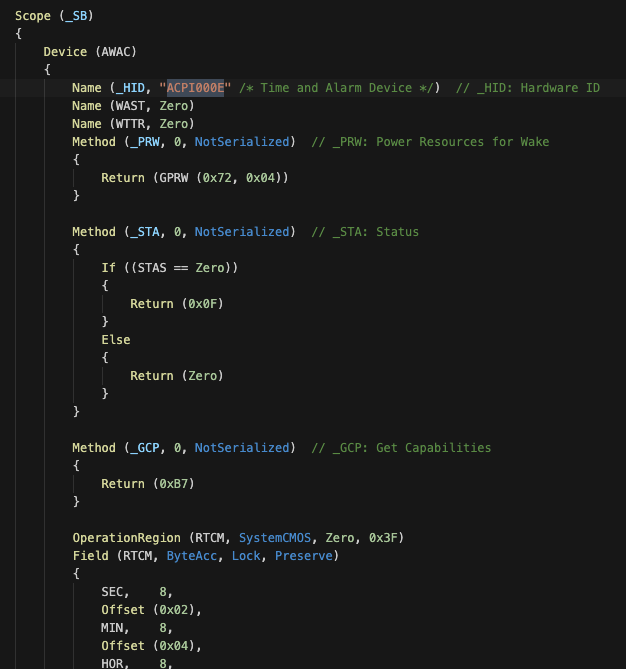 Scope (_SB)
{
Device (AWAC)
{
Name (_HID, "ACPI000E" /* Time and Alarm Device */) // _HID: Hardware ID
Name (WAST, Zero)
Name (WTTR, Zero)
Method (_PRW, 0, NotSerialized) // _PRW: Power Resources for Wake
{
Return (GPRW (0x72, 0x04))
}
Method (_STA, 0, NotSerialized) // _STA: Status
{
If ((STAS == Zero))
{
Return (0x0F)
}
Else
{
Return (Zero)
}
}
Method (_GCP, 0, NotSerialized) // _GCP: Get Capabilities
{
Return (0xB7)
}
OperationRegion (RTCM, SystemCMOS, Zero, 0x3F)
Field (RTCM, ByteAcc, Lock, Preserve)
{
SEC, 8,
Offset (0x02),
MIN, 8,
Offset (0x04),
HOR, 8,